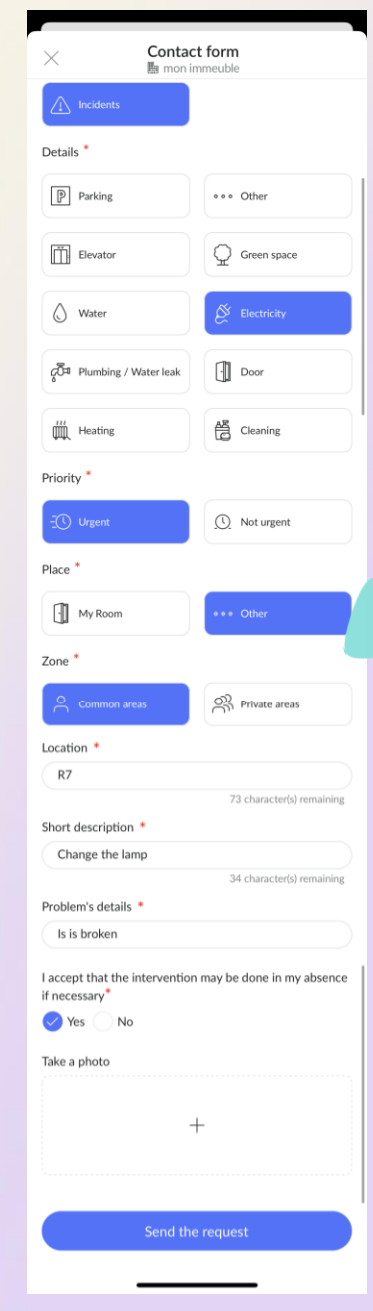 Contact form
mon immeuble
Incidents
Details *
Parking
Other
Elevator
Green space
Water
Electricity
Plumbing / Water leak
Door
Heating
Cleaning
Priority *
Urgent
Not urgent
Place *
My Room
Other
Zone *
Common areas
Private areas
Location *
R7
73 character(s) remaining
Short description *
Change the lamp
34 character(s) remaining
Problem's details *
Is is broken
I accept that the intervention may be done in my absence
if necessary*
Yes No
Take a photo
Send the request